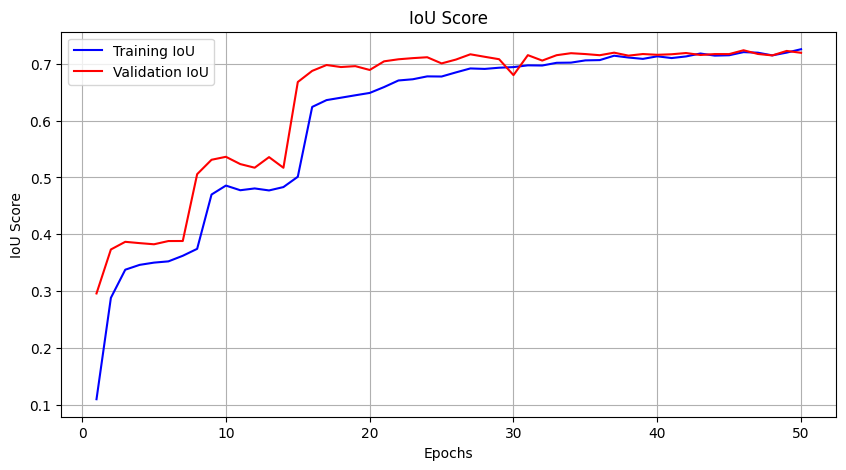 IoU Score
Training IoU
Validation IoU
IoU Score
0.7
0.6
0.5
0.4
0.3
0.2
0.1
0 10 20 30 40 50
Epochs